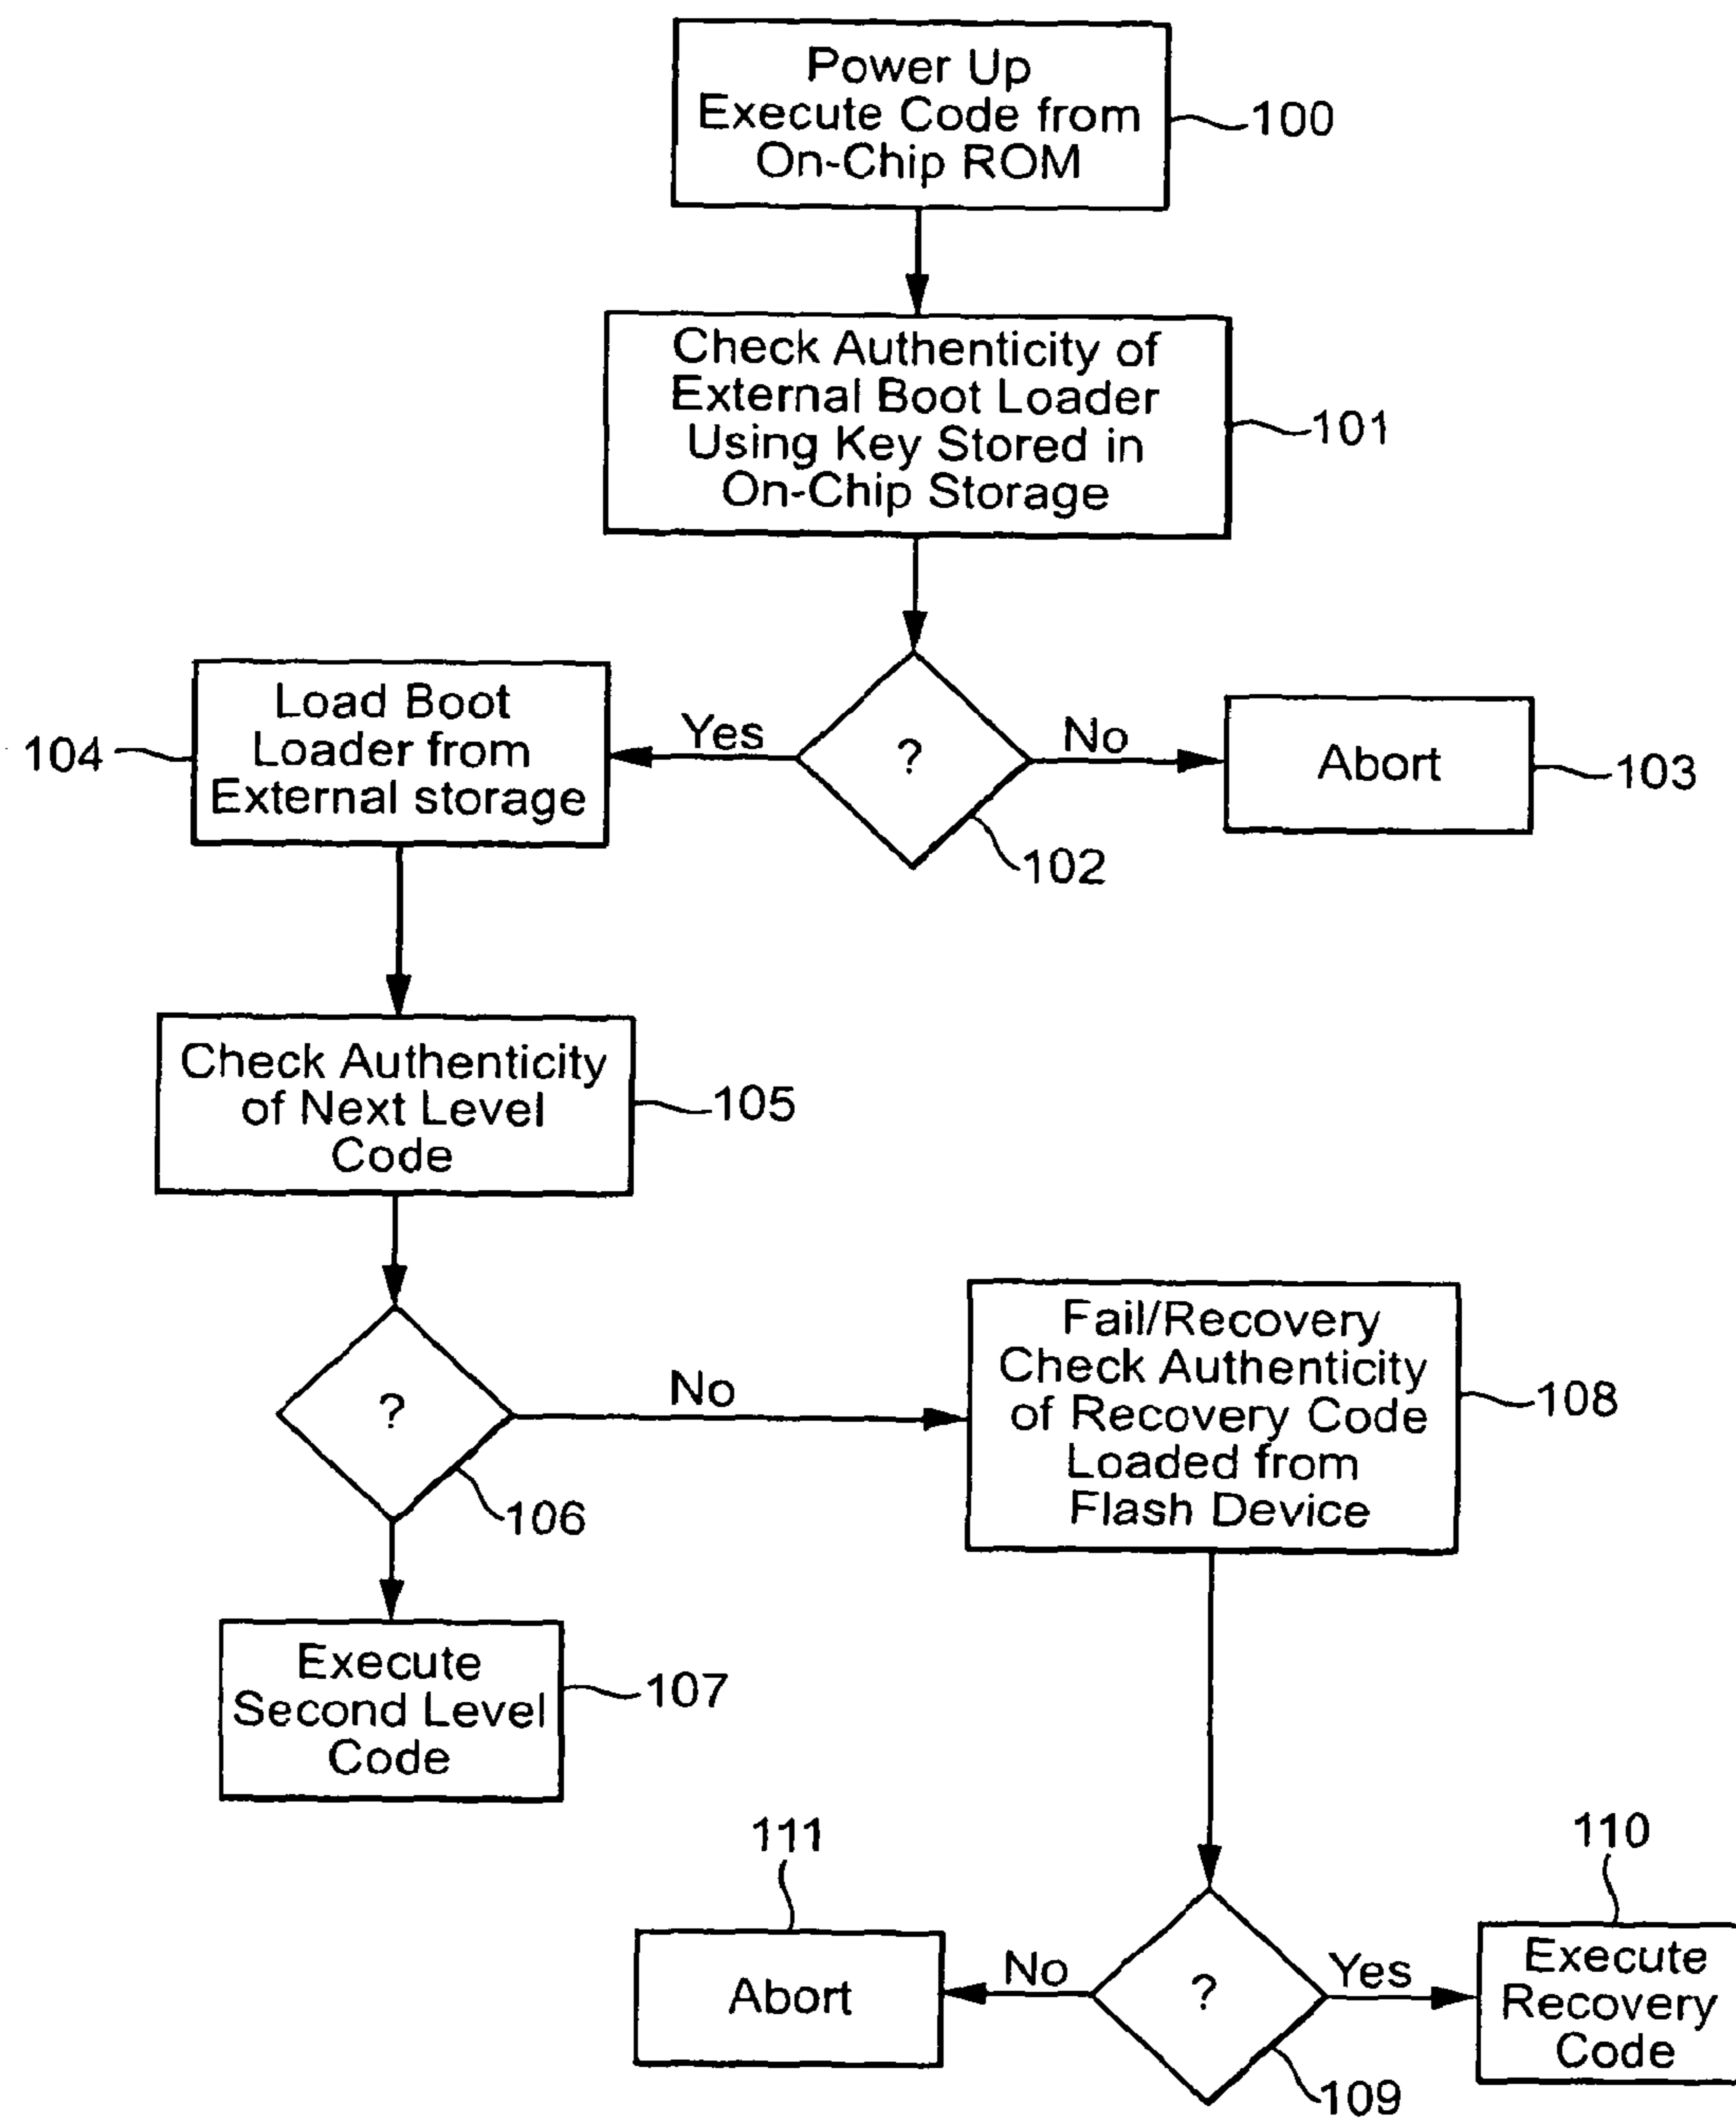 Power Up
Execute Code from
On-Chip ROM
100
Check Authenticity of
External Boot Loader
Using Key Stored in
On-Chip Storage
101
Load Boot
Loader from
External storage
104
Yes
?
No
Abort
103
102
Check Authenticity
of Next Level
Code
105
?
No
106
Fail/Recovery
Check Authenticity
of Recovery Code
Loaded from
Flash Device
108
Execute
Second Level
Code
107
111
Abort
No
?
Yes
110
Execute
Recovery
Code
109